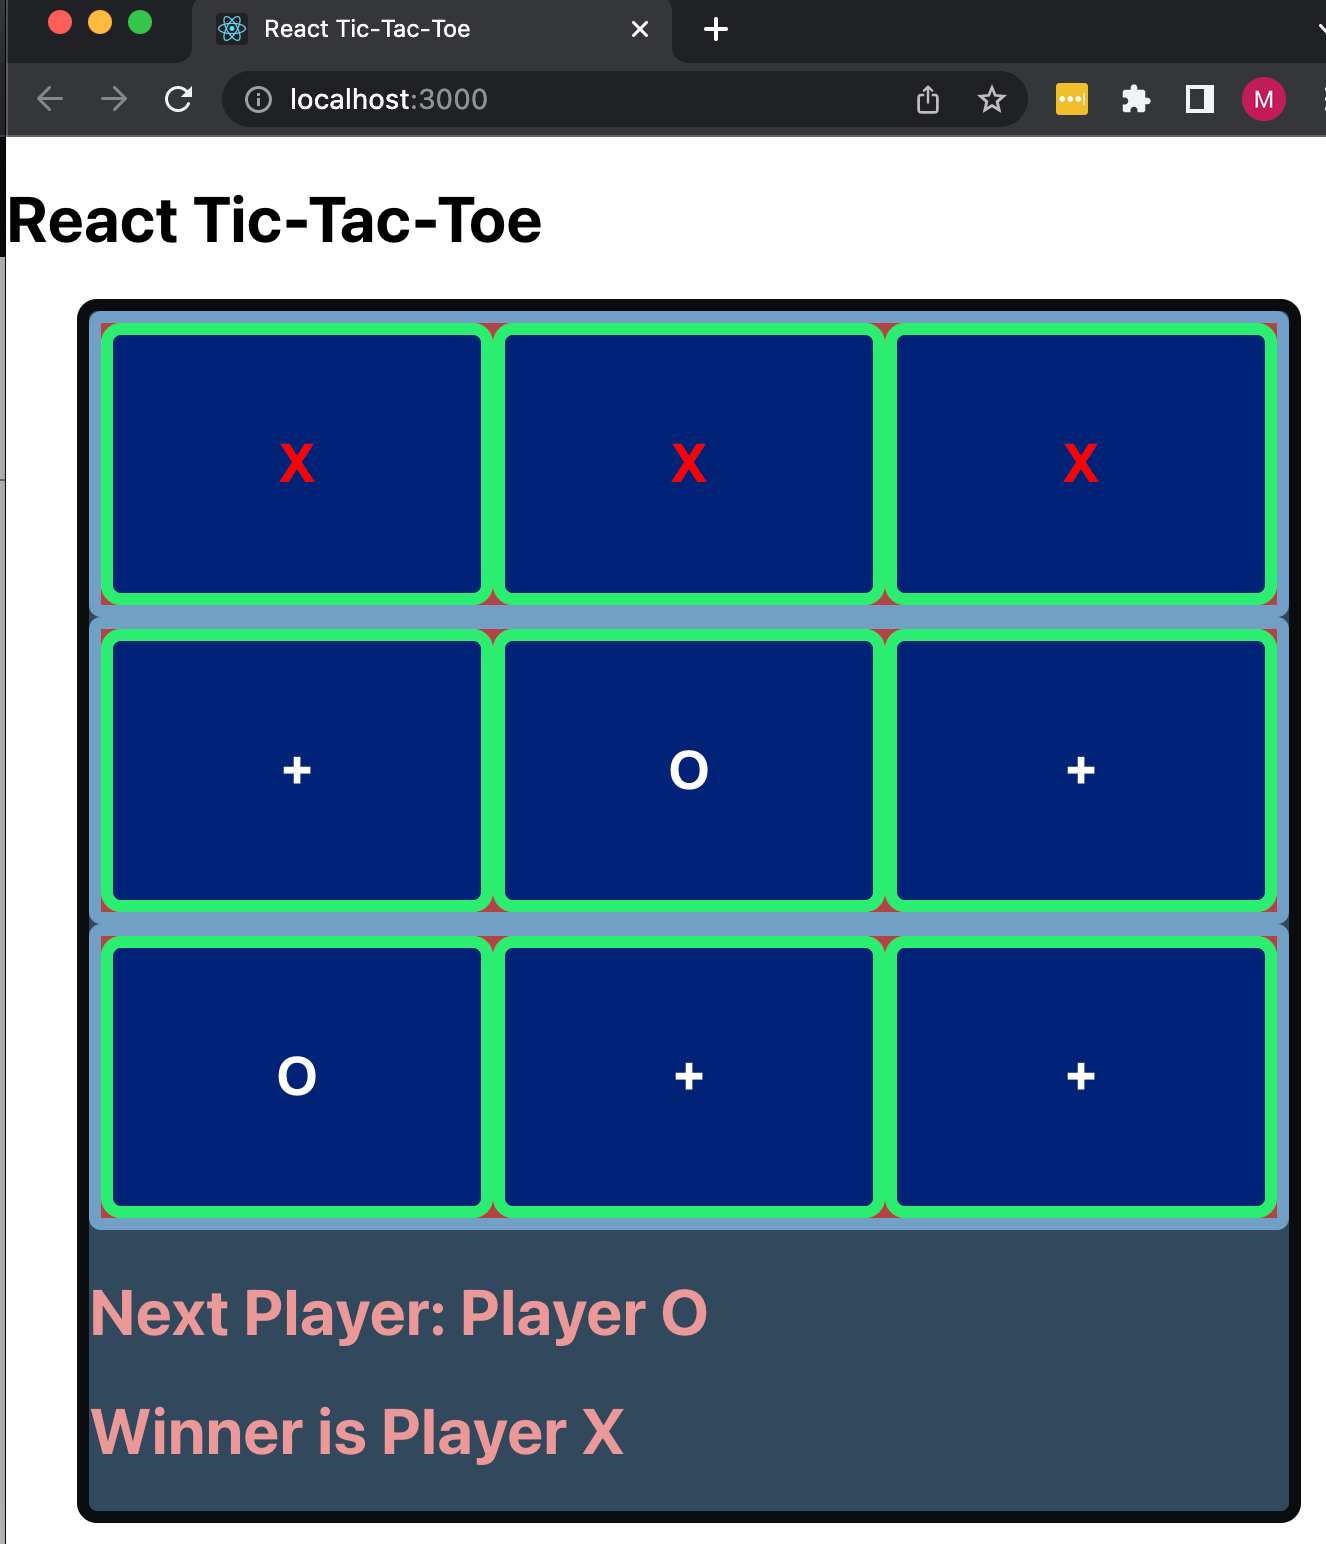 React Tic-Tac-Toe
localhost:3000
M
React Tic-Tac-Toe
X X X
+ O +
O + +
Next Player: Player O
Winner is Player X